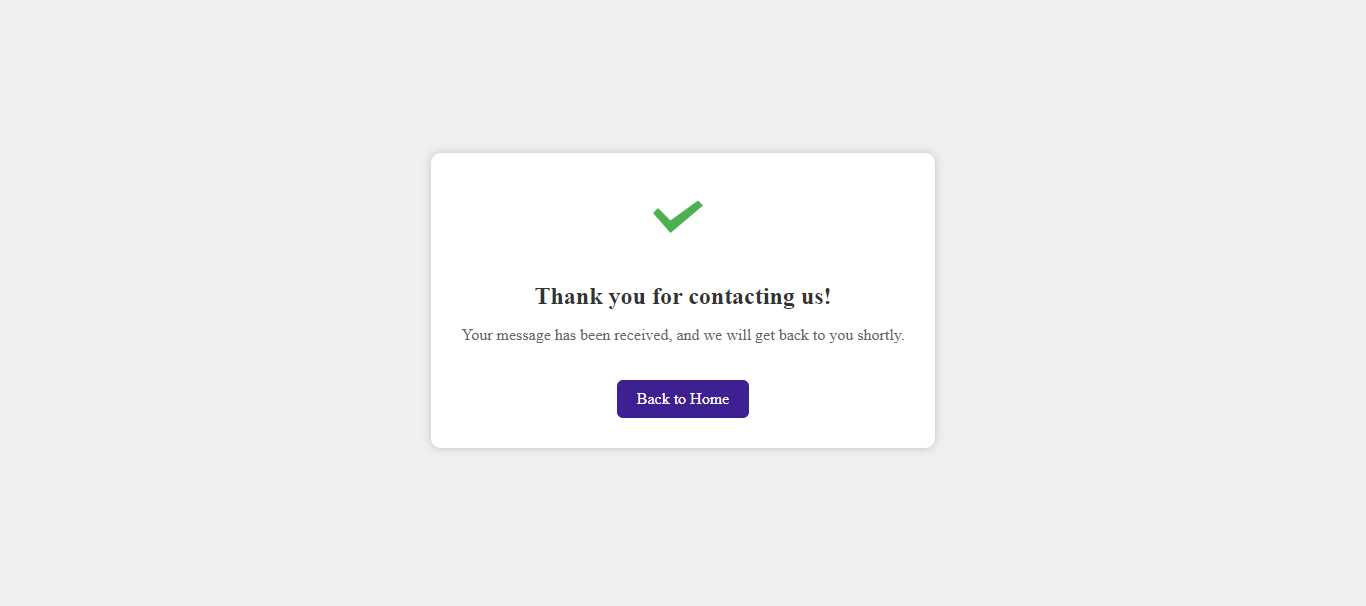 Thank you for contacting us!
Your message has been received, and we will get back to you shortly.
Back to Home